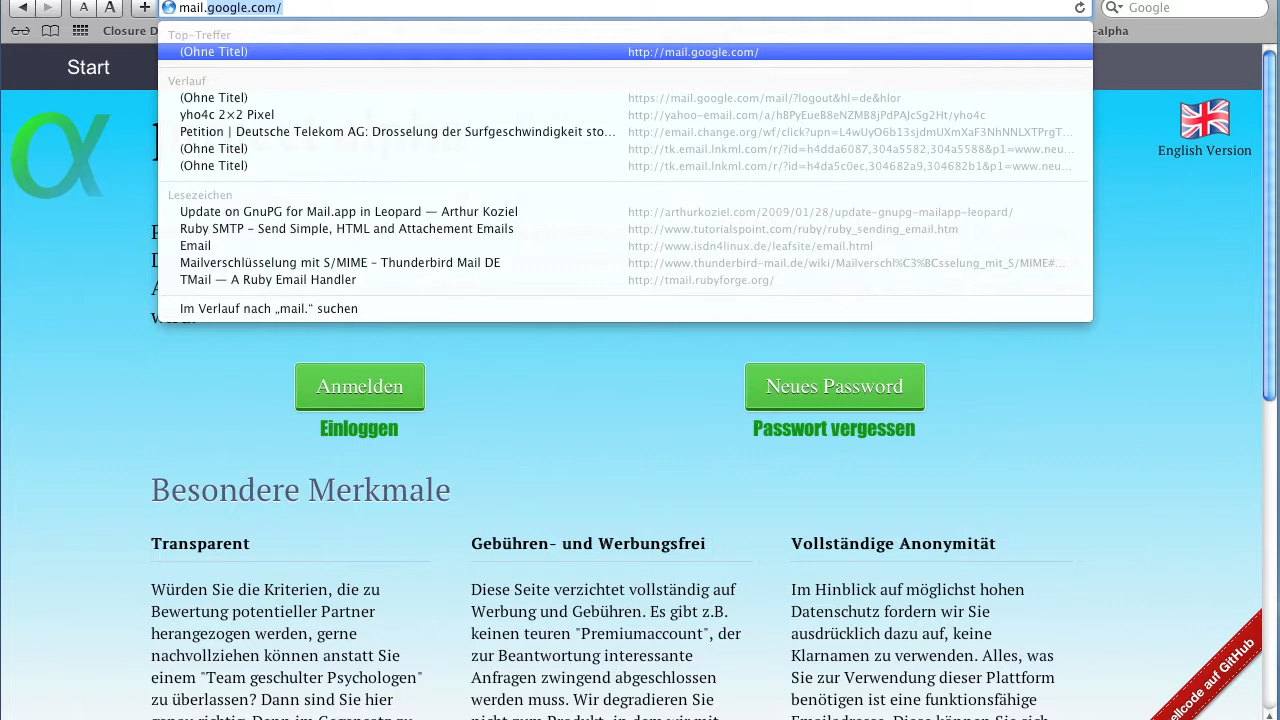 A A + mail.google.com/ Google
Closure D -alpha
Top-Treffer
(Ohne Titel) http://mail.google.com/
Start
Verlauf
(Ohne Titel) https://mail.google.com/mail/?logout&hl=de&hlor
yho4c 2×2 Pixel http://yahoo-email.com/a/hBPyEueB8eNZMB8jPdPAJcSg2Ht/yho4c
Petition | Deutsche Telekom AG: Drosselung der Surfgeschwindigkeit sto... http://email.change.org/wf/click?upn=L4wUyO6b13sjdmUXmXaF3NhNNLXTPrgT...
(Ohne Titel) http://tk.email.lnkml.com/r/?id=h4dda6087,304a5582,304a5588&p1=www.neu...
(Ohne Titel) http://tk.email.lnkml.com/r/?id=h4da5c0ec,304682a9,304682b1&p1=www.neu...
English Version
Lesezeichen
Update on GnuPG for Mail.app in Leopard — Arthur Koziel http://arthurkoziel.com/2009/01/28/update-gnupg-mailapp-leopard/
Ruby SMTP – Send Simple, HTML and Attachement Emails http://www.tutorialspoint.com/ruby/ruby_sending_email.htm
Email http://www.isdn4linux.de/leafsite/email.html
Mailverschlüsselung mit S/MIME – Thunderbird Mail DE http://www.thunderbird-mail.de/wiki/Mailverschl%C3%BCsselung_mit_S/MIME#...
TMail — A Ruby Email Handler http://tmail.rubyforge.org/
Im Verlauf nach „mail.“ suchen
Anmelden Neues Password
Einloggen Passwort vergessen
Besondere Merkmale
Transparent
Würden Sie die Kriterien, die zu
Bewertung potentieller Partner
herangezogen werden, gerne
nachvollziehen können anstatt Sie
einem "Team geschulter Psychologen"
zu überlassen? Dann sind Sie hier
Gebühren- und Werbungsfrei
Diese Seite verzichtet vollständig auf
Werbung und Gebühren. Es gibt z.B.
keinen teuren "Premiumaccount", der
zur Beantwortung interessante
Anfragen zwingend abgeschlossen
werden muss. Wir degradieren Sie
Vollständige Anonymität
Im Hinblick auf möglichst hohen
Datenschutz fordern wir Sie
ausdrücklich dazu auf, keine
Klarnamen zu verwenden. Alles, was
Sie zur Verwendung dieser Plattform
benötigen ist eine funktionsfähige
ellcode auf GitHub